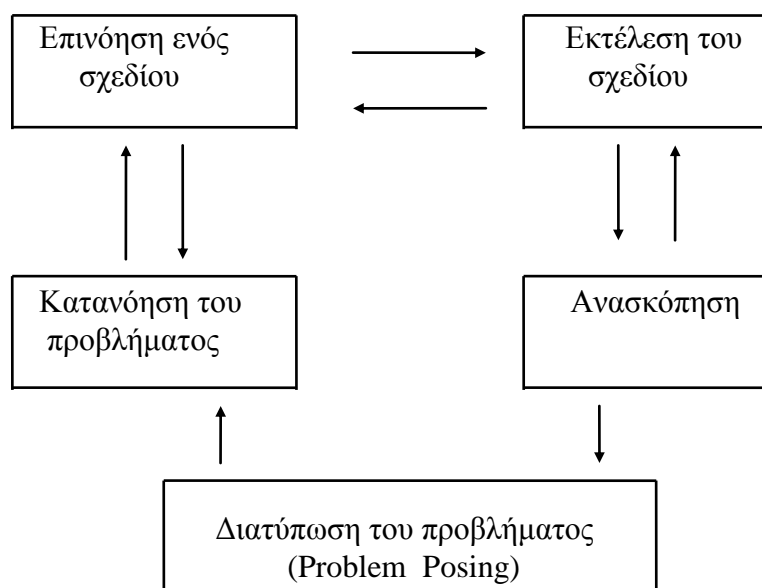 Επινόηση ενός
σχεδίου
Εκτέλεση του
σχεδίου
Κατανόηση του
προβλήματος
Ανασκόπηση
Διατύπωση του προβλήματος
(Problem Posing)